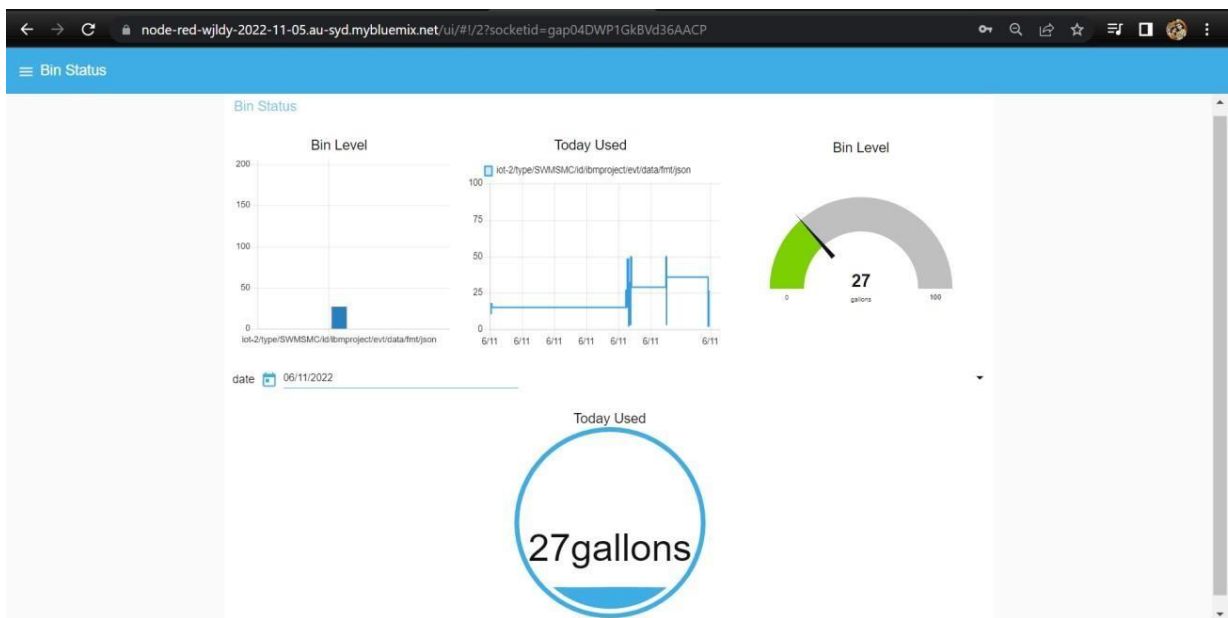 node-red-wjldy-2022-11-05.au-syd.mybluemix.net/ui/#!/2?socketid=gap04DWP1GkBVd36AACP
Bin Status
Bin Status
Bin Level
200
150
100
50
0
iot-2/type/SWMSMC/id/ibmproject/evt/data/fmt/json
Today Used
iot-2/type/SWMSMC/id/ibmproject/evt/data/fmt/json
100
75
50
25
0
6/11 6/11 6/11 6/11 6/11 6/11 6/11
Bin Level
27
gallons
0 100
date 06/11/2022
Today Used
27gallons